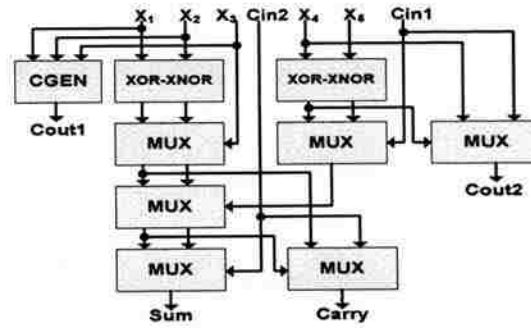 X1 X2 X3 Cin2 X4 X5 Cin1
CGEN XOR-XNOR XOR-XNOR
Cout1
MUX MUX MUX
Cout2
MUX
MUX MUX
Sum Carry